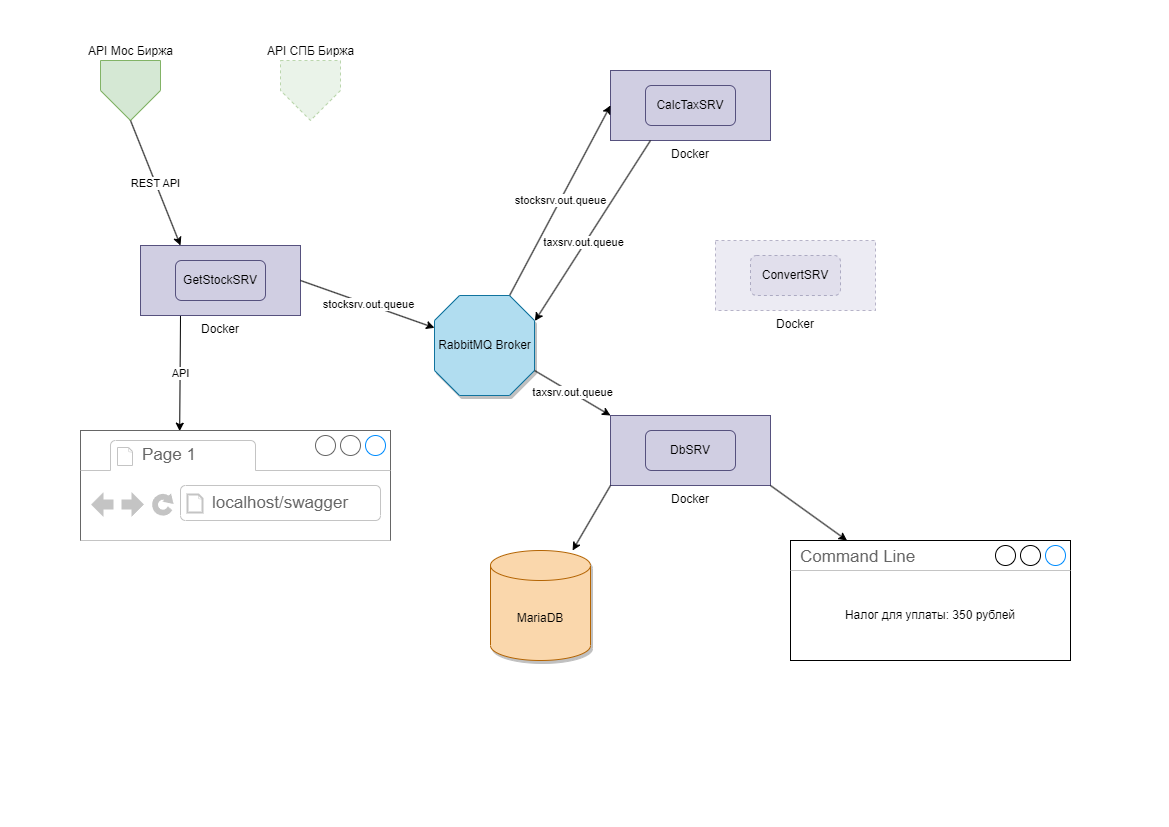 API Мос Биржа
API СПБ Биржа
CalcTaxSRV
Docker
REST API
stocksrv.out.queue
taxsrv.out.queue
GetStockSRV
Docker
ConvertSRV
Docker
stocksrv.out.queue
RabbitMQ Broker
API
taxsrv.out.queue
Page 1
localhost/swagger
DbSRV
Docker
Command Line
Налог для уплаты: 350 рублей
MariaDB